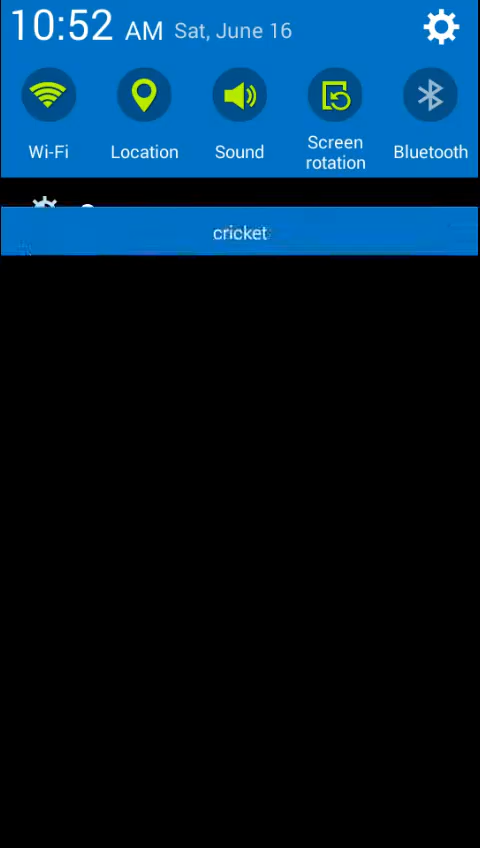 10:52 AM Sat, June 16
Wi-Fi Location Sound Screen rotation Bluetooth
cricket